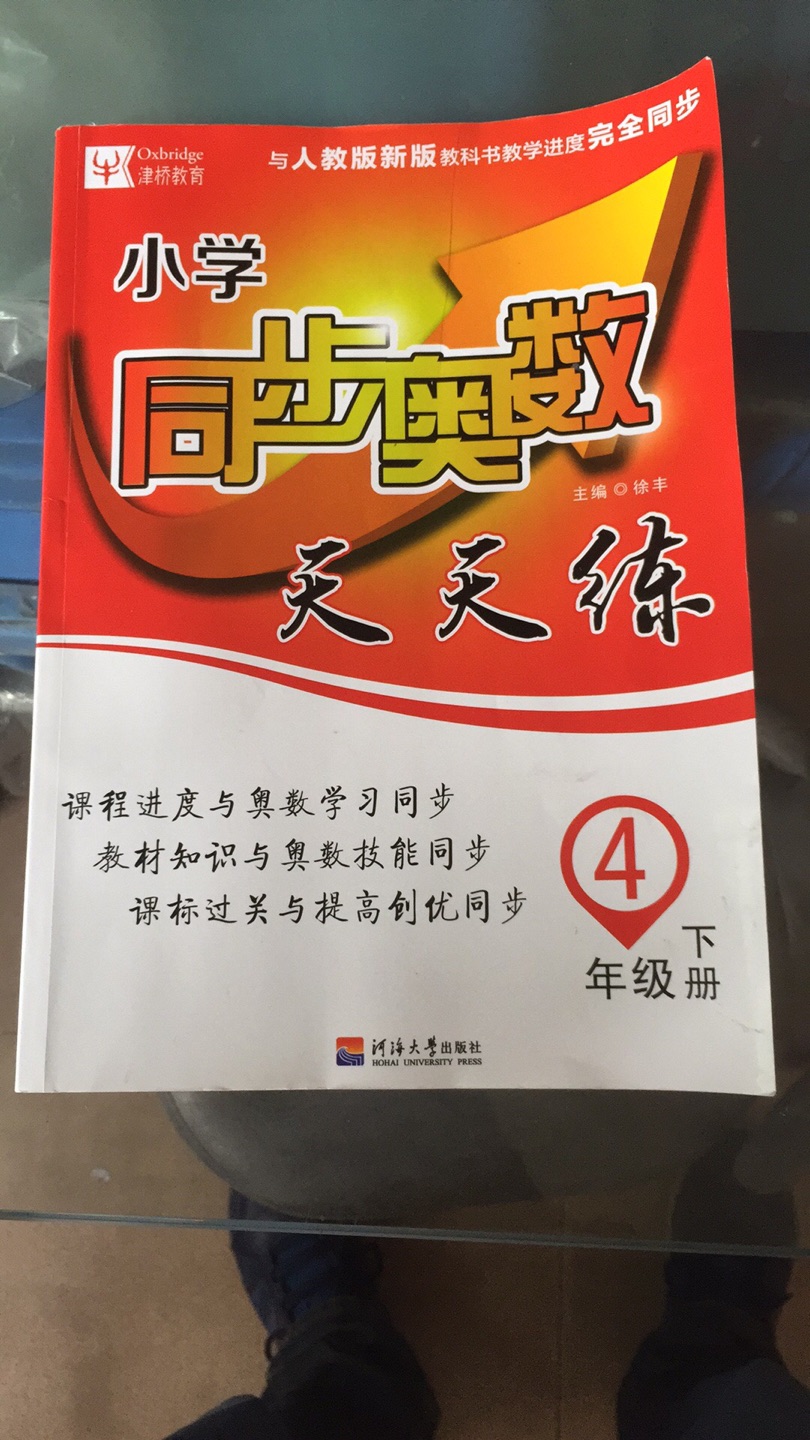 Oxbridge
津桥教育
与人教版新版教科书教学进度完全同步
小学
同步奥数
主编◎徐丰
天天练
课程进度与奥数学习同步
教材知识与奥数技能同步
课标过关与提高创优同步
4
年级
下册
河海大学出版社
HOHAI UNIVERSITY PRESS